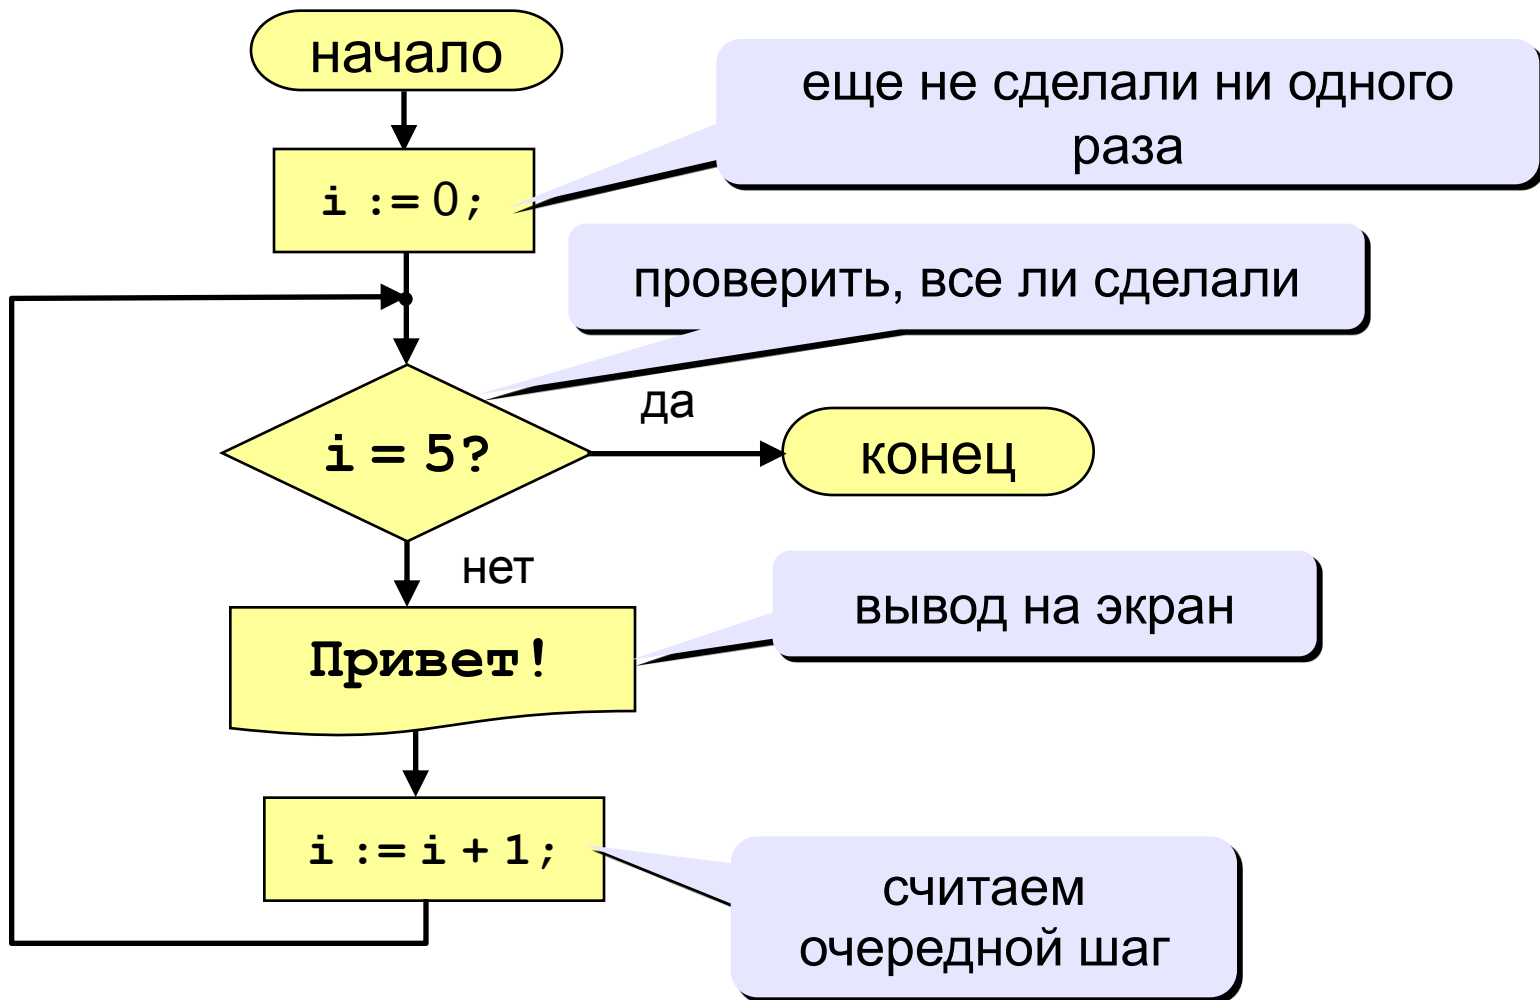 начало
еще не сделали ни одного
раза
i := 0;
проверить, все ли сделали
да
i = 5?
конец
нет
вывод на экран
Привет!
i := i + 1;
считаем
очередной шаг